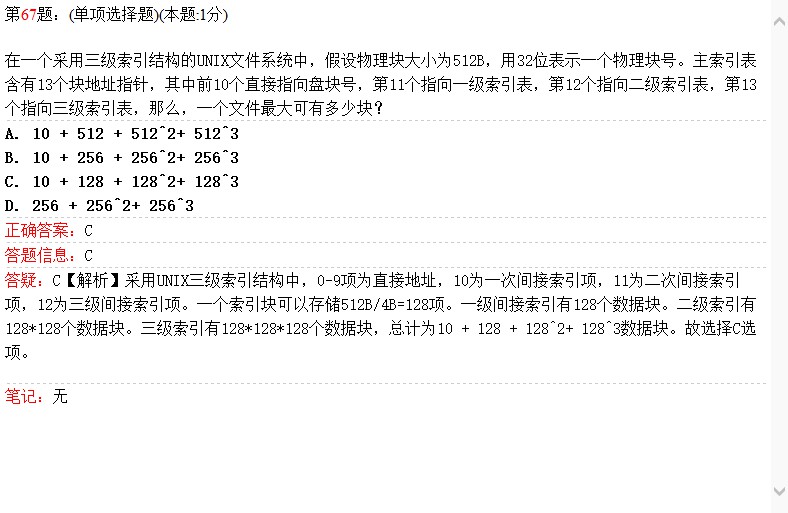 第67题: (单项选择题)(本题:1分)
在一个采用三级索引结构的UNIX文件系统中，假设物理块大小为512B，用32位表示一个物理块号。主索引表
含有13个块地址指针，其中前10个直接指向盘块号，第11个指向一级索引表，第12个指向二级索引表，第13
个指向三级索引表，那么，一个文件最大可有多少块?
A. 10 + 512 + 512^2+ 512^3
B. 10 + 256 + 256^2+ 256^3
C. 10 + 128 + 128^2+ 128^3
D. 256 + 256^2+ 256^3
正确答案：C
答题信息：C
答疑：C【解析】采用UNIX三级索引结构中，0-9项为直接地址，10为一次间接索引项，11为二次间接索引
项，12为三级间接索引项。一个索引块可以存储512B/4B=128项。一级间接索引有128个数据块。二级索引有
128*128个数据块。三级索引有128*128*128个数据块，总计为10 + 128 + 128^2+ 128^3数据块。故选择C选
项。
笔记：无